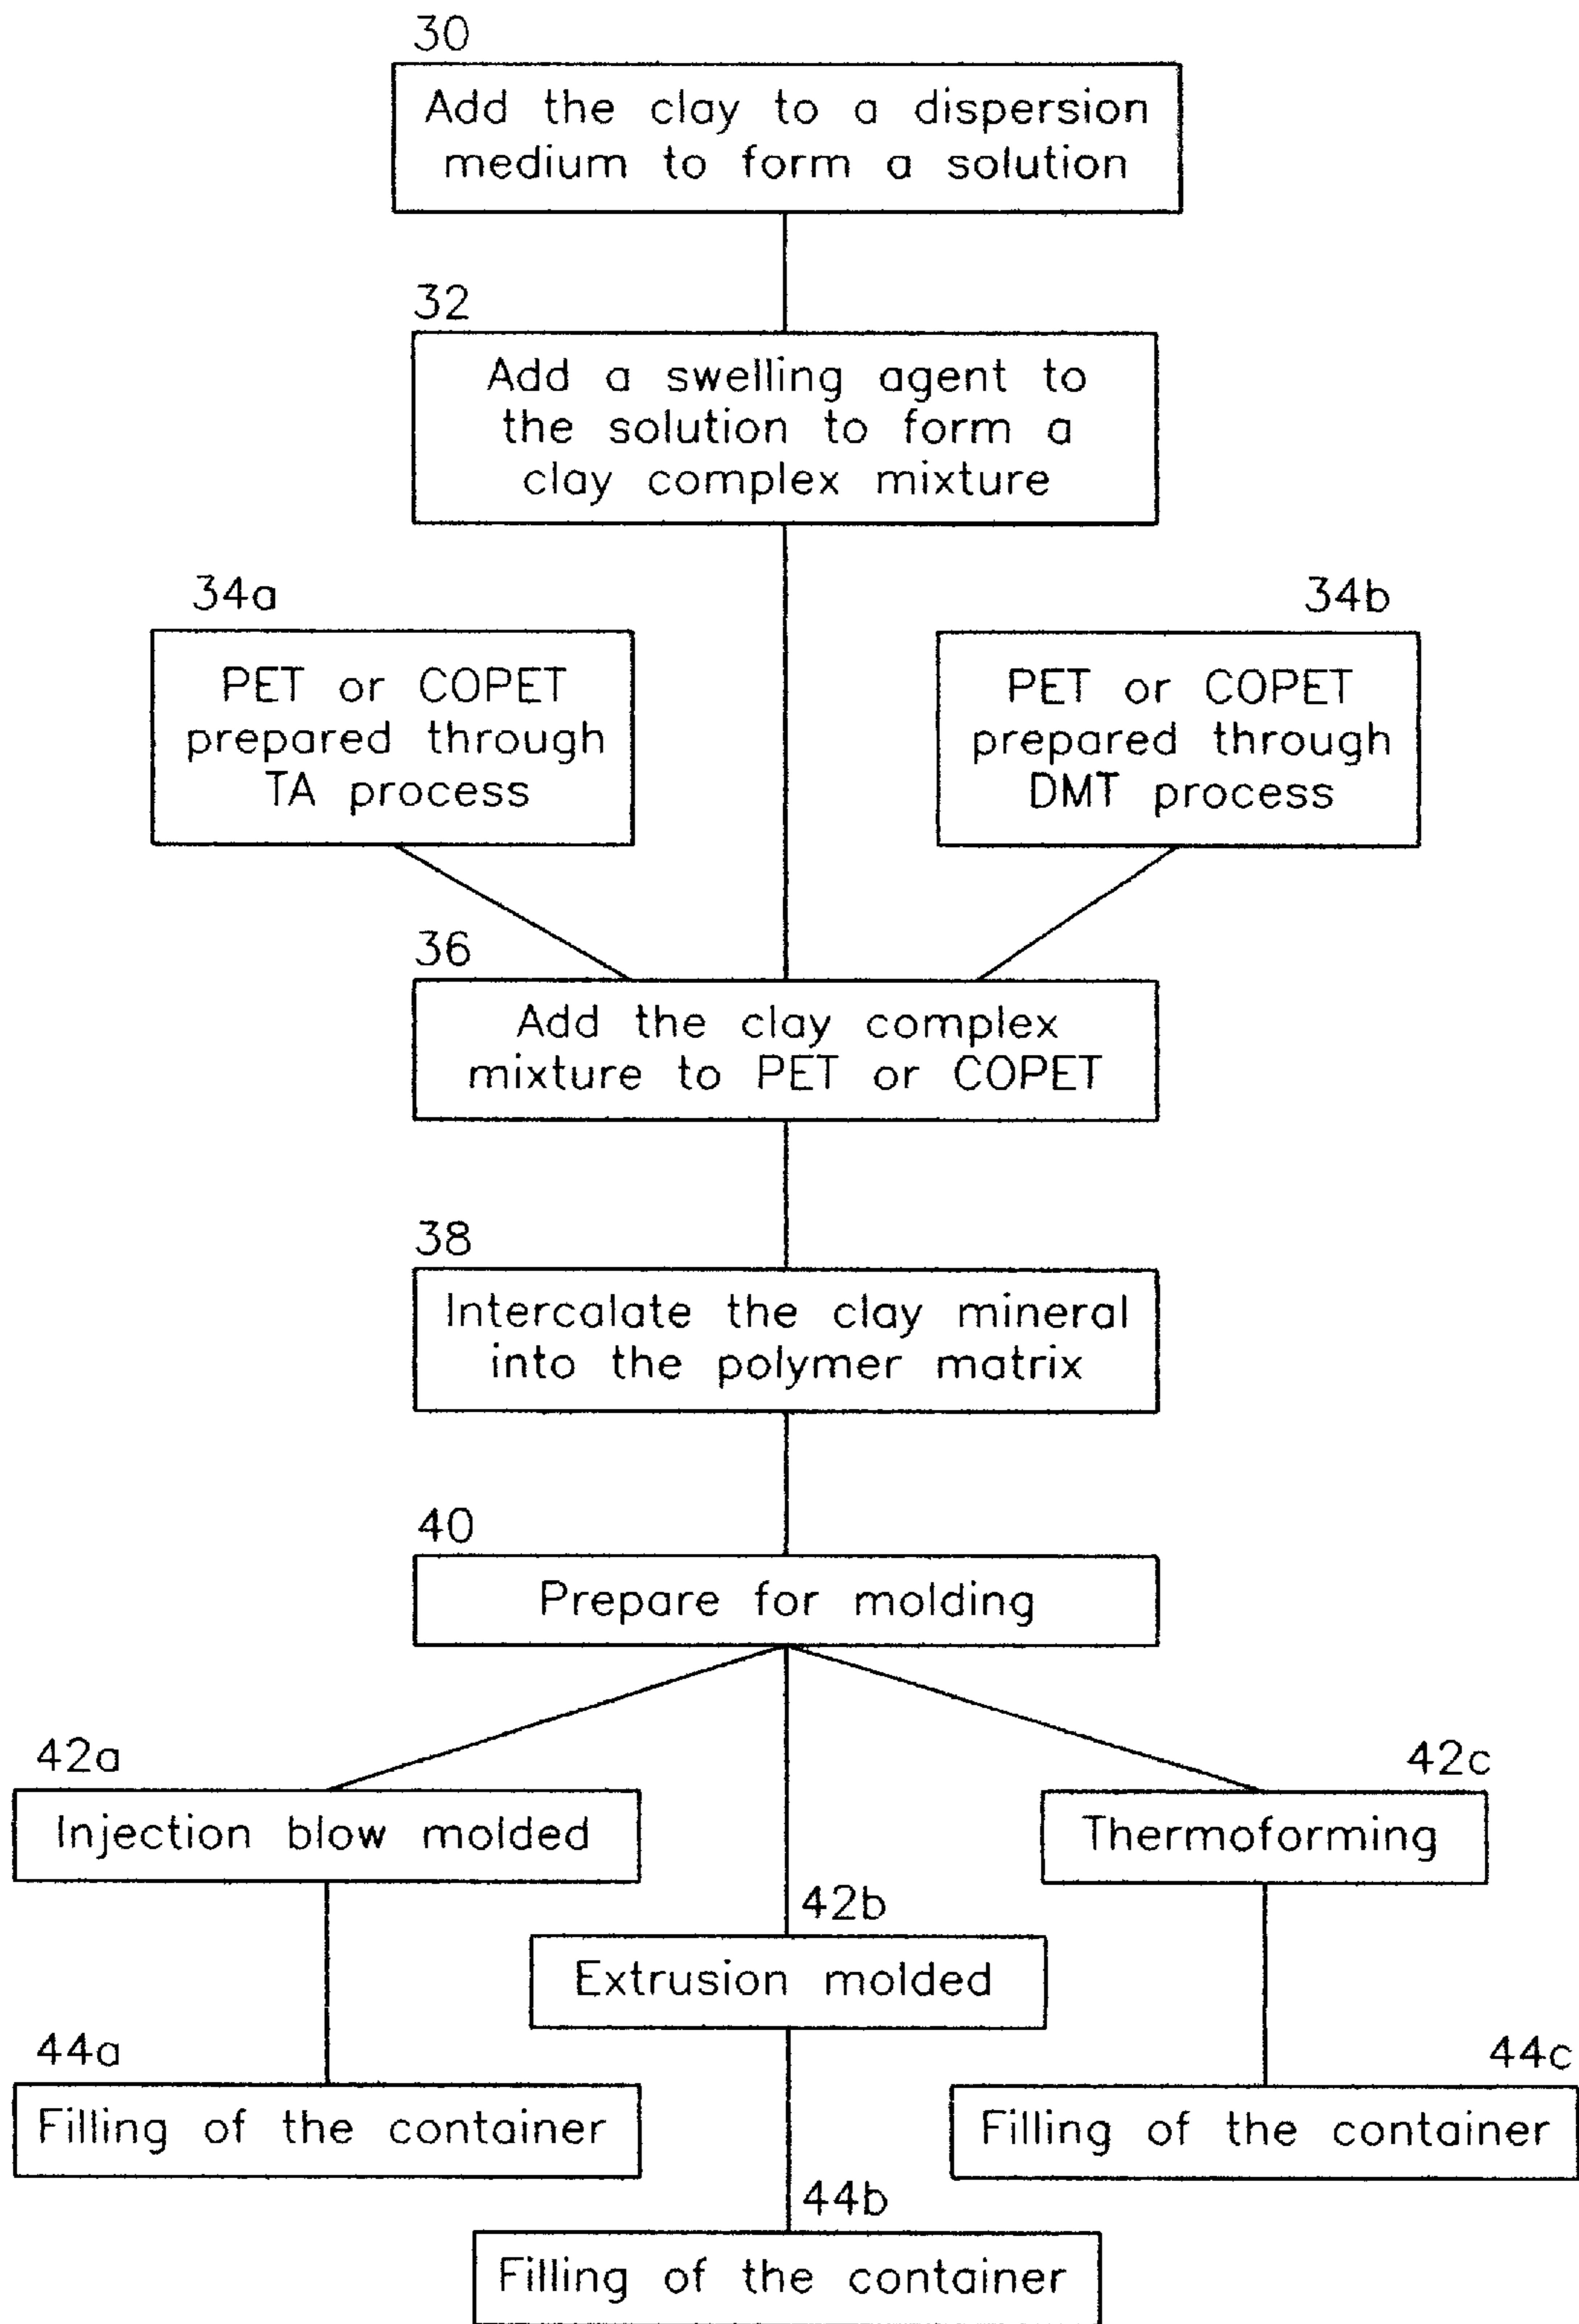 30
Add the clay to a dispersion
medium to form a solution
32
Add a swelling agent to
the solution to form a
clay complex mixture
34a
PET or COPET
prepared through
TA process
34b
PET or COPET
prepared through
DMT process
36
Add the clay complex
mixture to PET or COPET
38
Intercalate the clay mineral
into the polymer matrix
40
Prepare for molding
42a
Injection blow molded
42c
Thermoforming
42b
Extrusion molded
44a
Filling of the container
44c
Filling of the container
44b
Filling of the container